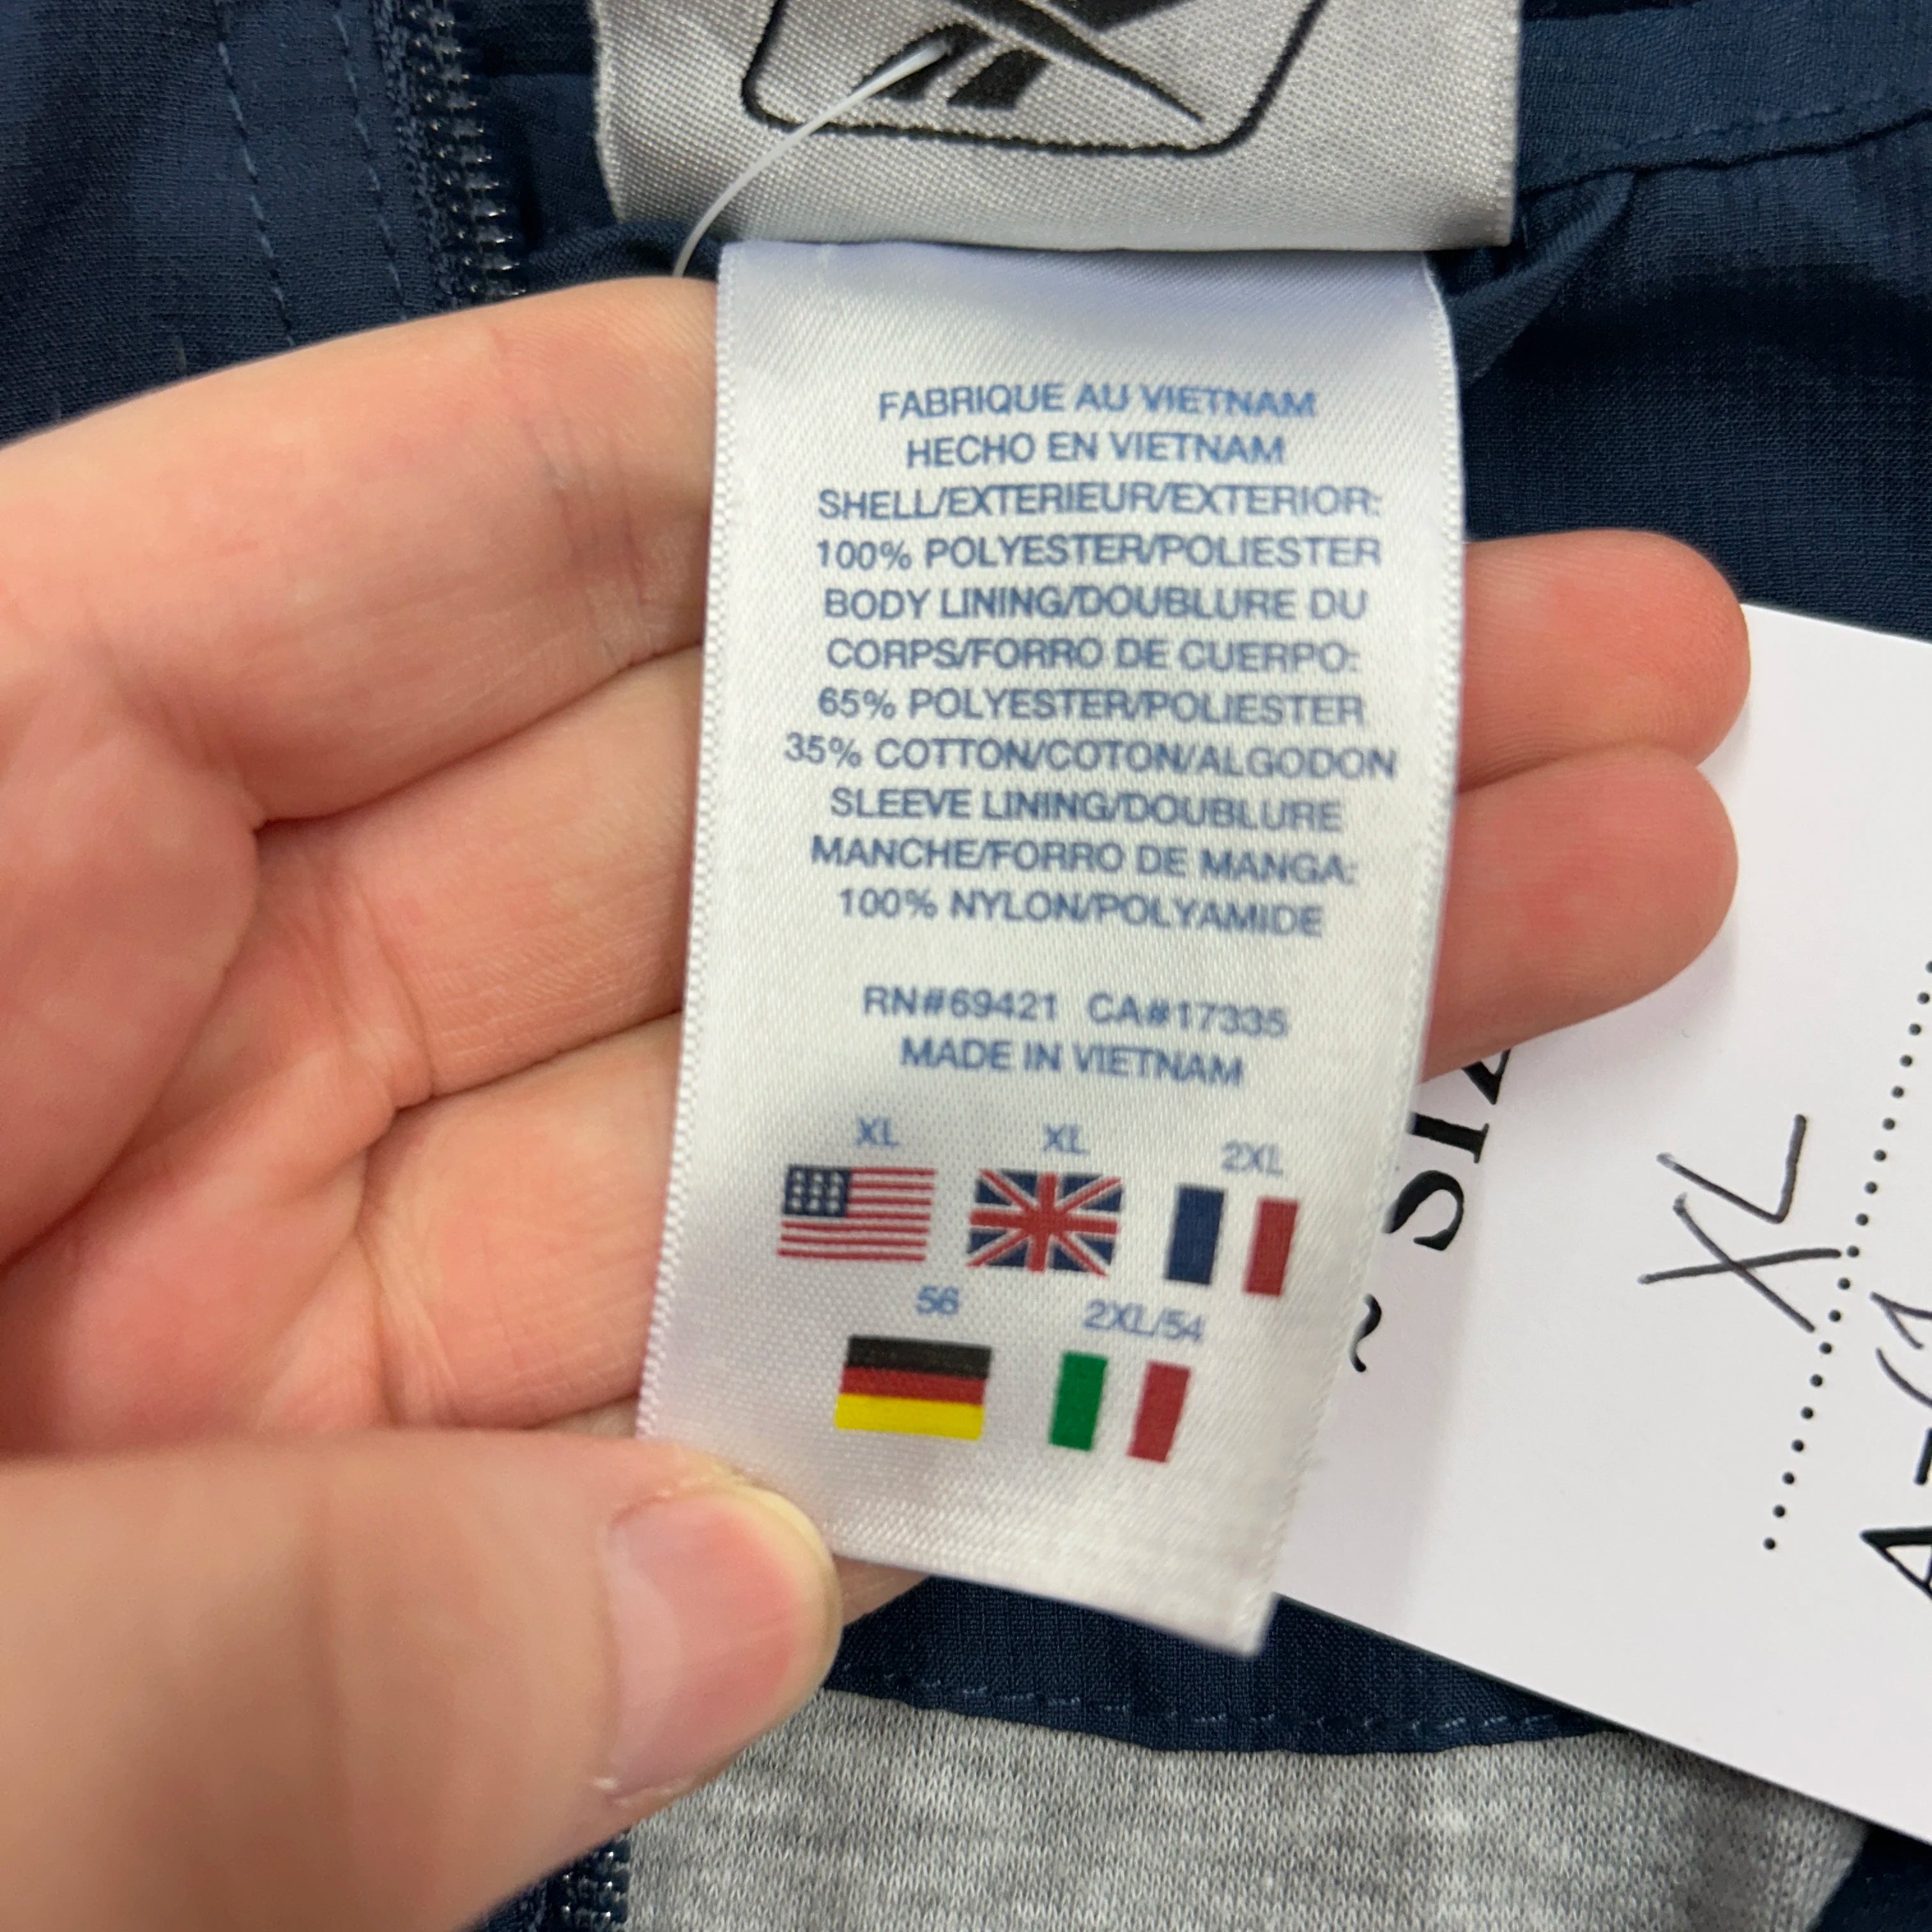 FABRIQUE AU VIETNAM
HECHO EN VIETNAM
SHELL/EXTERIEUR/EXTERIOR:
100% POLYESTER/POLIESTER
BODY LINING/DOUBLURE DU
CORPS/FORRO DE CUERPO:
65% POLYESTER/POLIESTER
35% COTTON/COTON/ALGODON
SLEEVE LINING/DOUBLURE
MANCHE/FORRO DE MANGA:
100% NYLON/POLYAMIDE
RN#69421 CA#17335
MADE IN VIETNAM
XL XL 2XL
56 2XL/54
XL